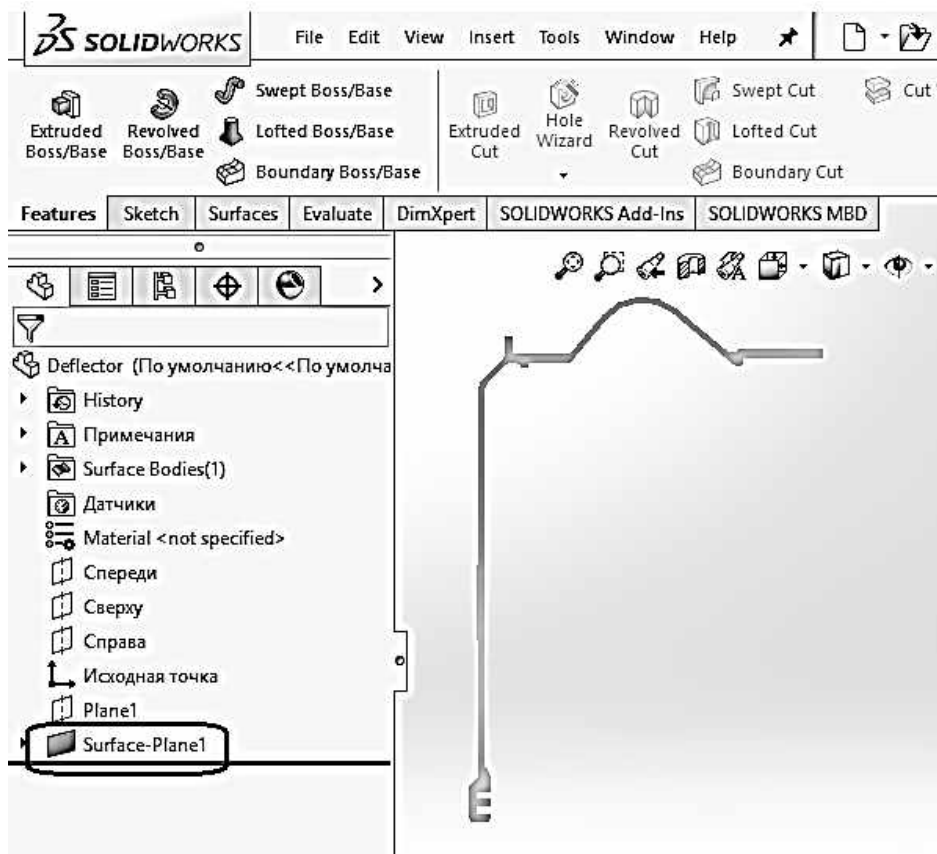 SOLIDWORKS File Edit View Insert Tools Window Help
Extruded Boss/Base
Revolved Boss/Base
Swept Boss/Base
Lofted Boss/Base
Boundary Boss/Base
Extruded Cut
Hole Wizard
Revolved Cut
Swept Cut
Lofted Cut
Boundary Cut
Cut
Features Sketch Surfaces Evaluate DimXpert SOLIDWORKS Add-Ins SOLIDWORKS MBD
Deflector (По умолчанию<<По умолча
History
Примечания
Surface Bodies(1)
Датчики
Material <not specified>
Спереди
Сверху
Справа
Исходная точка
Plane1
Surface-Plane1